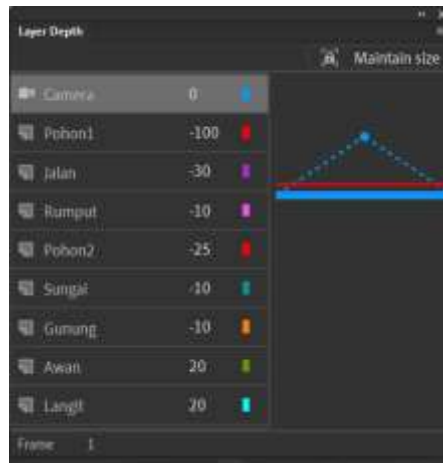 Layer Depth
Maintain size
Camera 0
Pohon1 -100
Jalan -30
Rumput -10
Pohon2 -25
Sungai -10
Gunung -10
Awan 20
Langit 20
Frame 1